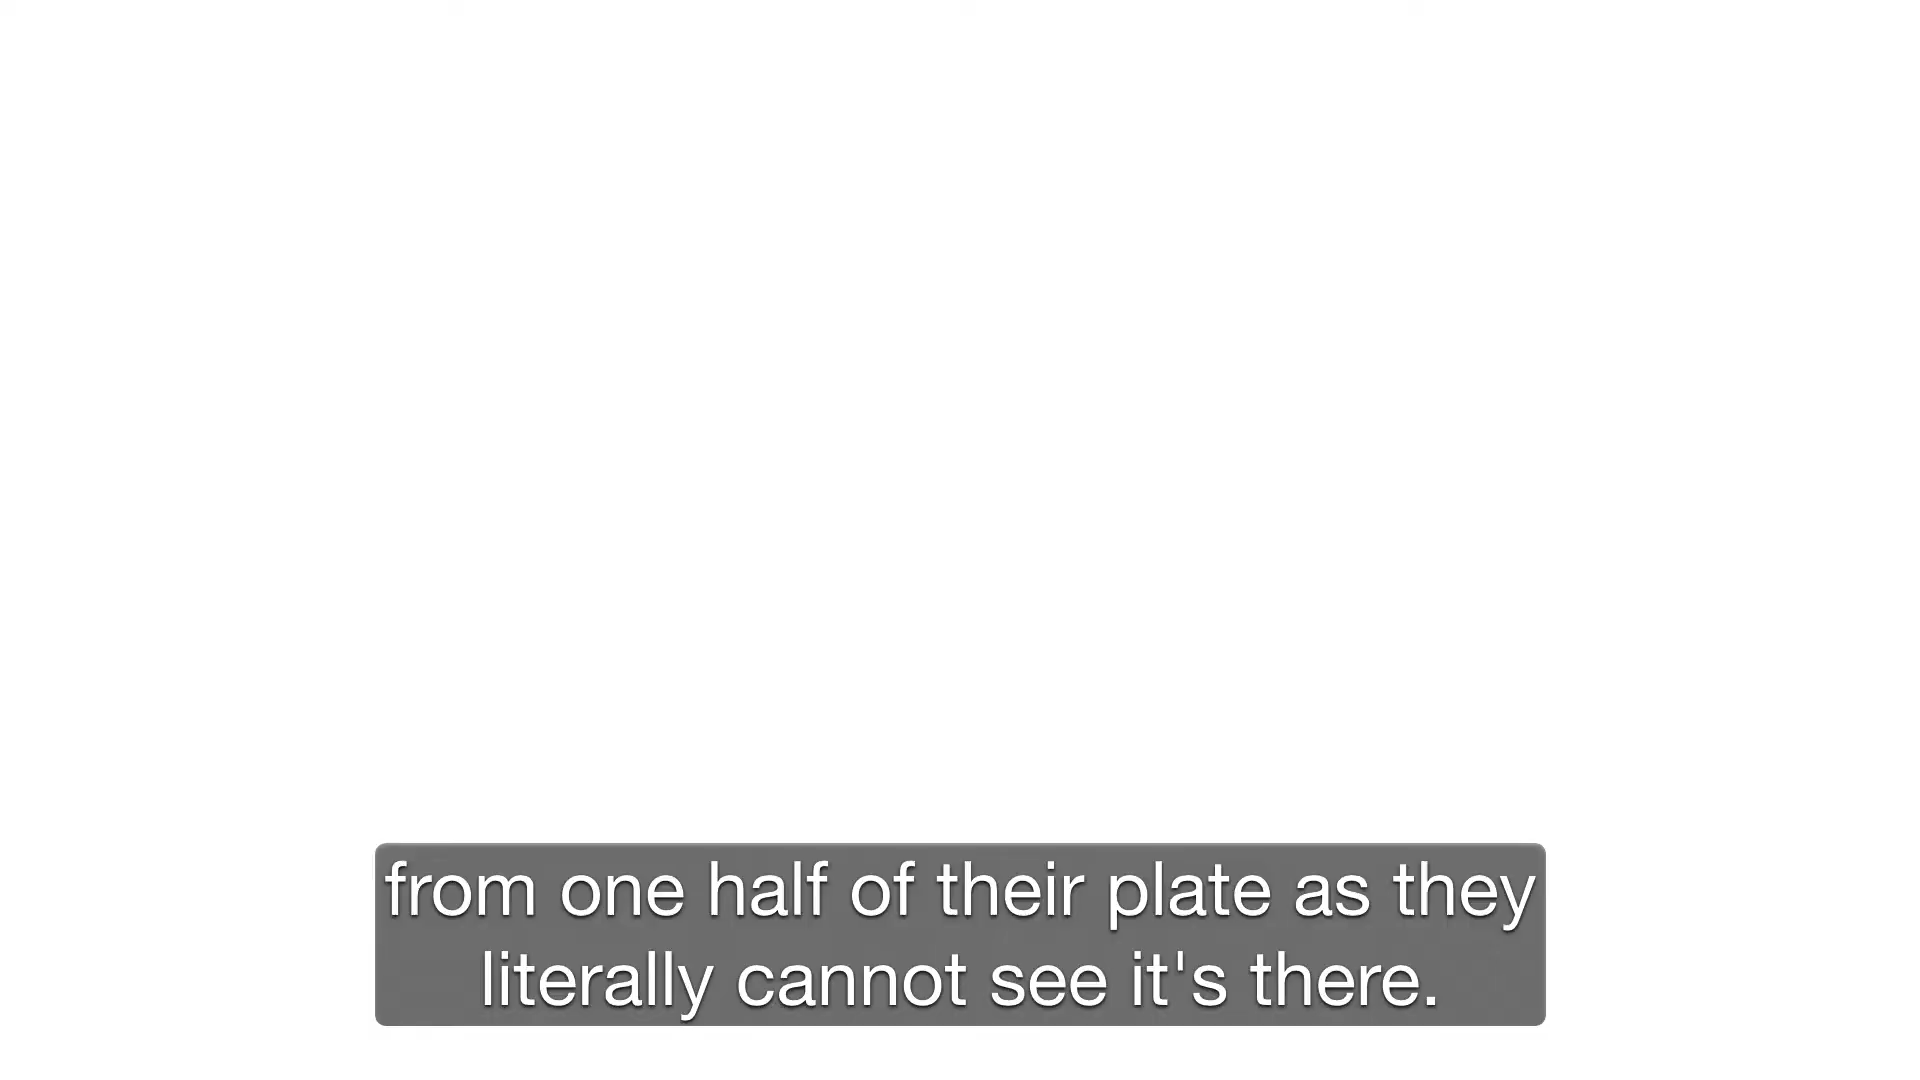 from one half of their plate as they
literally cannot see it's there.